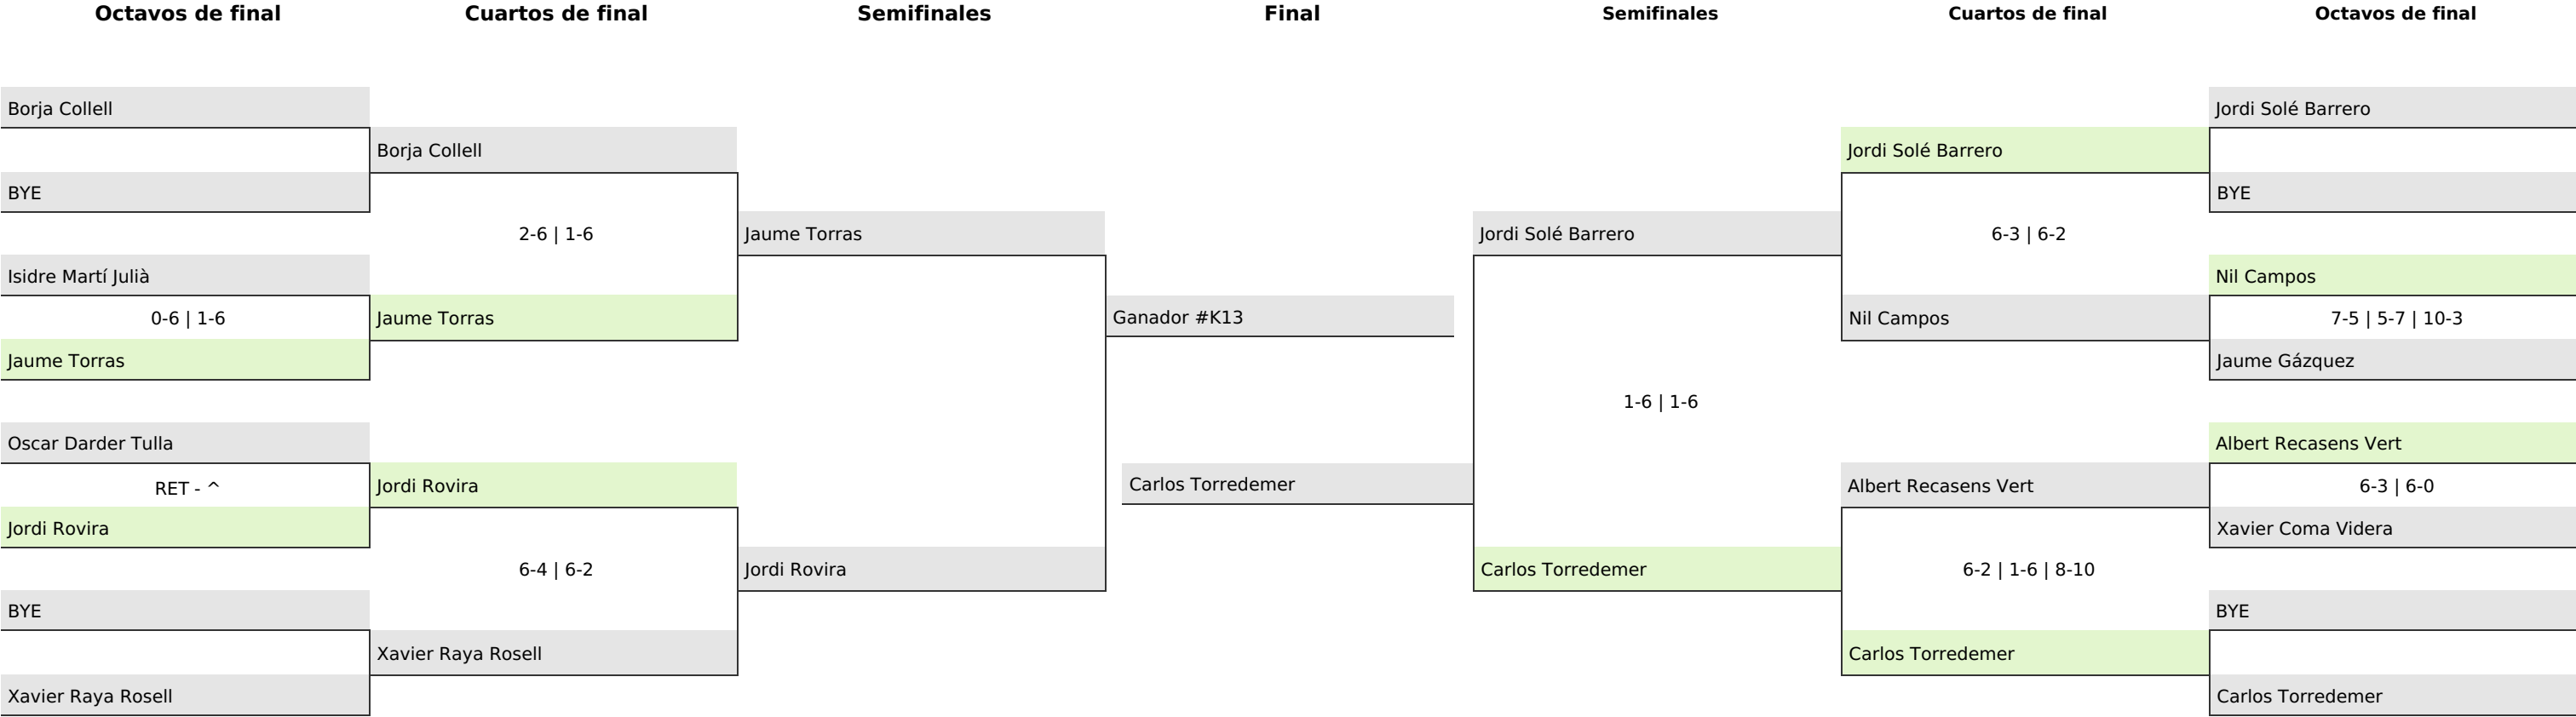 Octavos de final
Cuartos de final
Semifinales
Final
Semifinales
Cuartos de final
Octavos de final
Borja Collell
BYE
Isidre Martí Julià
0-6 | 1-6
Jaume Torras
Oscar Darder Tulla
RET - ^
Jordi Rovira
BYE
Xavier Raya Rosell
Borja Collell
2-6 | 1-6
Jaume Torras
Jordi Rovira
6-4 | 6-2
Xavier Raya Rosell
Jaume Torras
Jordi Rovira
Ganador #K13
Carlos Torredemer
Jordi Solé Barrero
1-6 | 1-6
Carlos Torredemer
Jordi Solé Barrero
6-3 | 6-2
Nil Campos
Albert Recasens Vert
6-2 | 1-6 | 8-10
Carlos Torredemer
Jordi Solé Barrero
BYE
Nil Campos
7-5 | 5-7 | 10-3
Jaume Gázquez
Albert Recasens Vert
6-3 | 6-0
Xavier Coma Videra
BYE
Carlos Torredemer